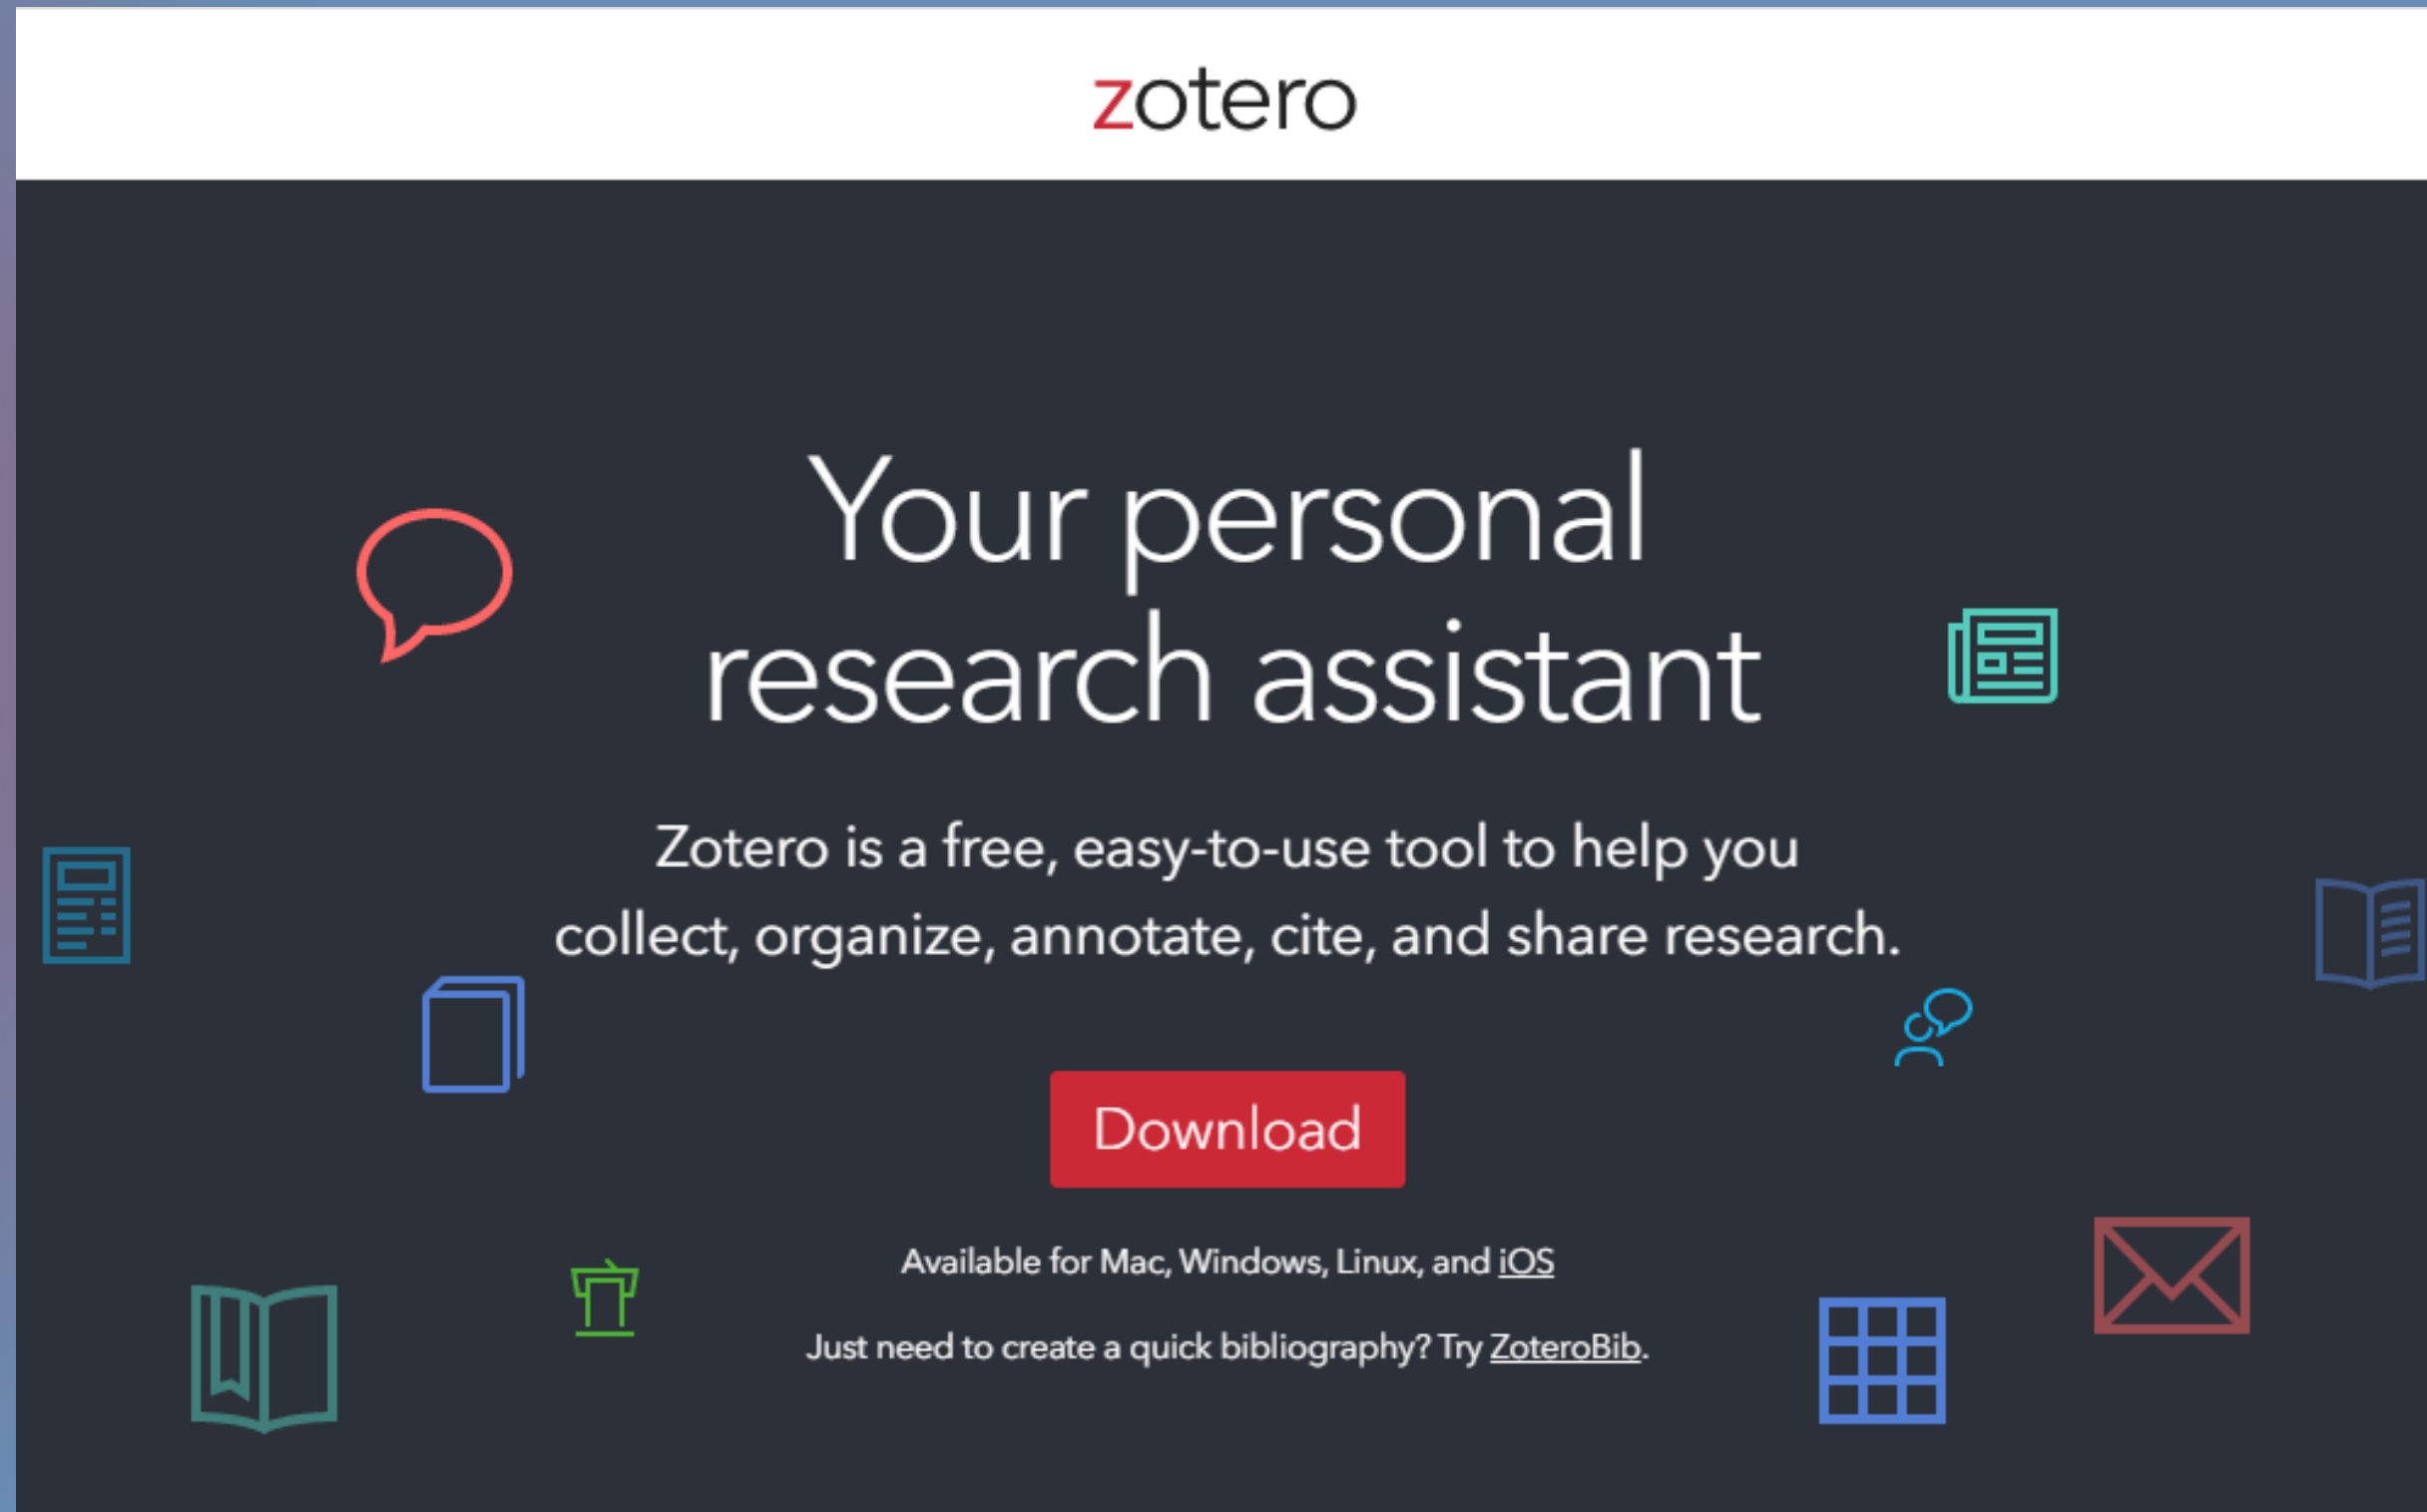 zotero
Your personal
research assistant
Zotero is a free, easy-to-use tool to help you
collect, organize, annotate, cite, and share research.
Download
Available for Mac, Windows, Linux, and iOS
Just need to create a quick bibliography? Try ZoteroBib.